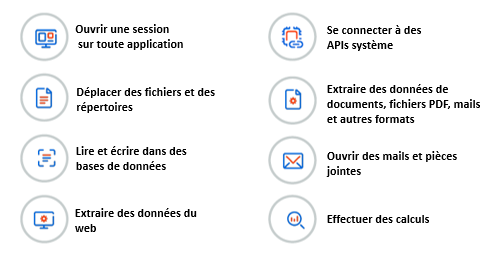 Ouvrir une session
sur toute application
Déplacer des fichiers et des
répertoires
Lire et écrire dans des
bases de données
Extraire des données du
web
Se connecter à des
APIs système
Extraire des données de
documents, fichiers PDF, mails
et autres formats
Ouvrir des mails et pièces
jointes
Effectuer des calculs